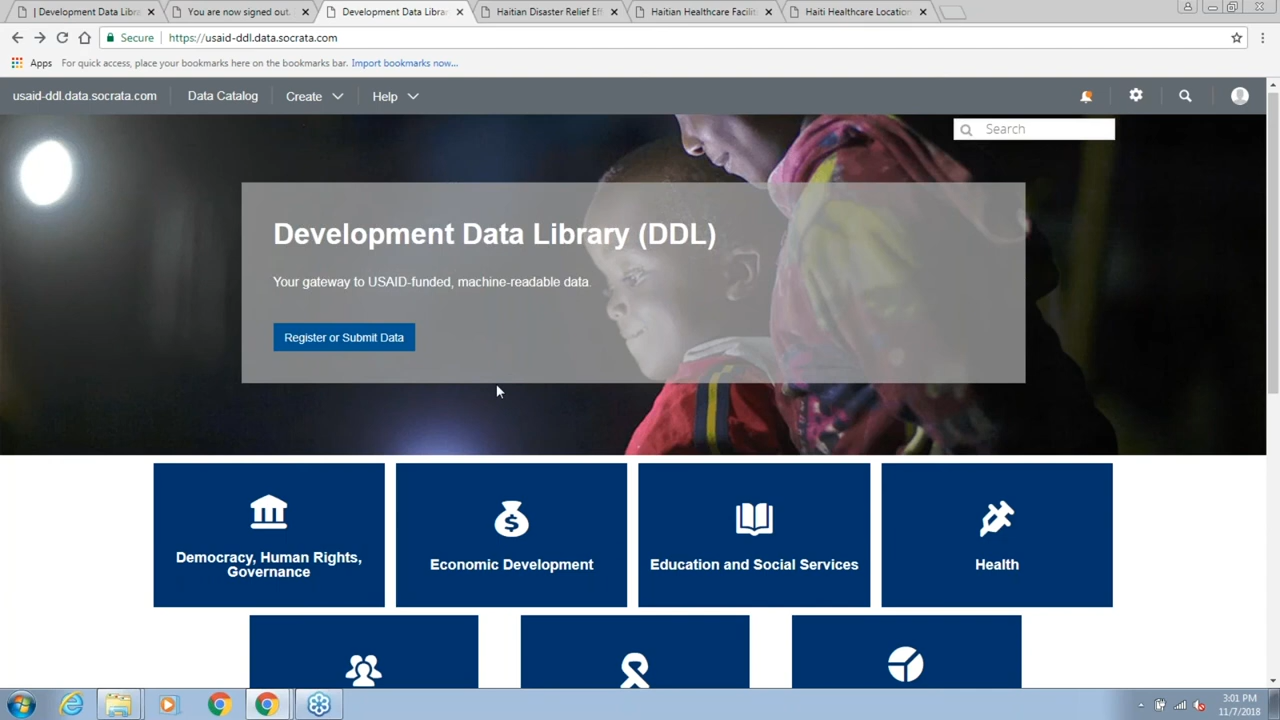 | Development Data Libra
You are now signed out.
Development Data Librar
Haitian Disaster Relief Eff
Haitian Healthcare Facilit
Haiti Healthcare Location
Secure
https://usaid-ddl.data.socrata.com
Apps
For quick access, place your bookmarks here on the bookmarks bar. Import bookmarks now...
usaid-ddl.data.socrata.com
Data Catalog
Create
Help
Search
Development Data Library (DDL)
Your gateway to USAID-funded, machine-readable data.
Register or Submit Data
Democracy, Human Rights,
Governance
Economic Development
Education and Social Services
Health
3:01 PM
11/7/2018